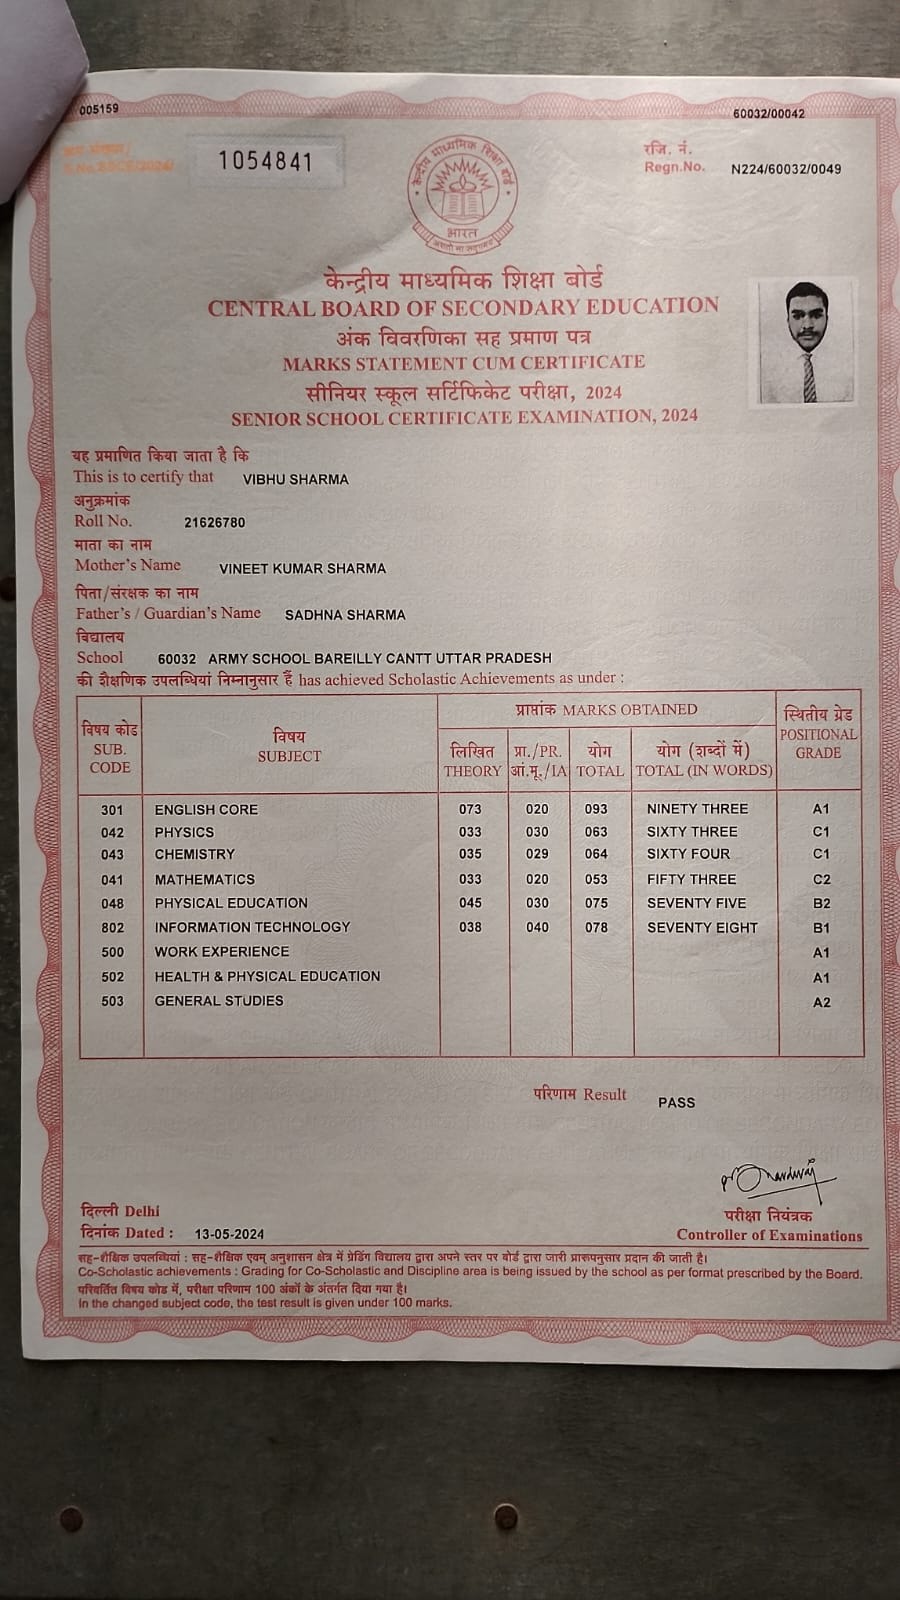 005159
60032/00042
1054841
रजि. नं.
Regn.No. N224/60032/0049
केन्द्रीय माध्यमिक शिक्षा बोर्ड
भारत
असतो मा सद्गमय
केन्द्रीय माध्यमिक शिक्षा बोर्ड
CENTRAL BOARD OF SECONDARY EDUCATION
अंक विवरणिका सह प्रमाण पत्र
MARKS STATEMENT CUM CERTIFICATE
सीनियर स्कूल सर्टिफिकेट परीक्षा, 2024
SENIOR SCHOOL CERTIFICATE EXAMINATION, 2024
यह प्रमाणित किया जाता है कि
This is to certify that VIBHU SHARMA
अनुक्रमांक
Roll No. 21626780
माता का नाम
Mother's Name VINEET KUMAR SHARMA
पिता/संरक्षक का नाम
Father's / Guardian's Name SADHNA SHARMA
विद्यालय
School 60032 ARMY SCHOOL BAREILLY CANTT UTTAR PRADESH
की शैक्षणिक उपलब्धियां निम्नानुसार हैं has achieved Scholastic Achievements as under :
विषय कोड SUB. CODE
विषय SUBJECT
प्राप्तांक MARKS OBTAINED
लिखित THEORY
प्रा./PR. आं.मू./IA
योग TOTAL
योग (शब्दों में) TOTAL (IN WORDS)
स्थितीय ग्रेड POSITIONAL GRADE
301 ENGLISH CORE 073 020 093 NINETY THREE A1
042 PHYSICS 033 030 063 SIXTY THREE C1
043 CHEMISTRY 035 029 064 SIXTY FOUR C1
041 MATHEMATICS 033 020 053 FIFTY THREE C2
048 PHYSICAL EDUCATION 045 030 075 SEVENTY FIVE B2
802 INFORMATION TECHNOLOGY 038 040 078 SEVENTY EIGHT B1
500 WORK EXPERIENCE A1
502 HEALTH & PHYSICAL EDUCATION A1
503 GENERAL STUDIES A2
परिणाम Result PASS
दिल्ली Delhi
दिनांक Dated : 13-05-2024
परीक्षा नियंत्रक
Controller of Examinations
सह-शैक्षिक उपलब्धियां : सह-शैक्षिक एवम् अनुशासन क्षेत्र में ग्रेडिंग विद्यालय द्वारा अपने स्तर पर बोर्ड द्वारा जारी प्रारूपनुसार प्रदान की जाती है।
Co-Scholastic achievements : Grading for Co-Scholastic and Discipline area is being issued by the school as per format prescribed by the Board.
परिवर्तित विषय कोड में, परीक्षा परिणाम 100 अंकों के अंतर्गत दिया गया है।
In the changed subject code, the test result is given under 100 marks.